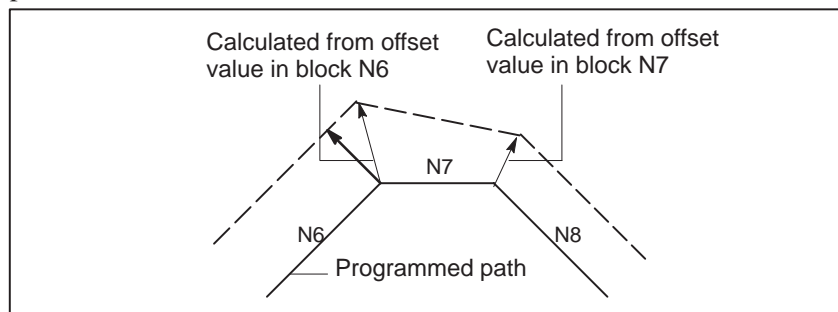 Calculated from offset
value in block N6
Calculated from offset
value in block N7
N7
N6
N8
Programmed path